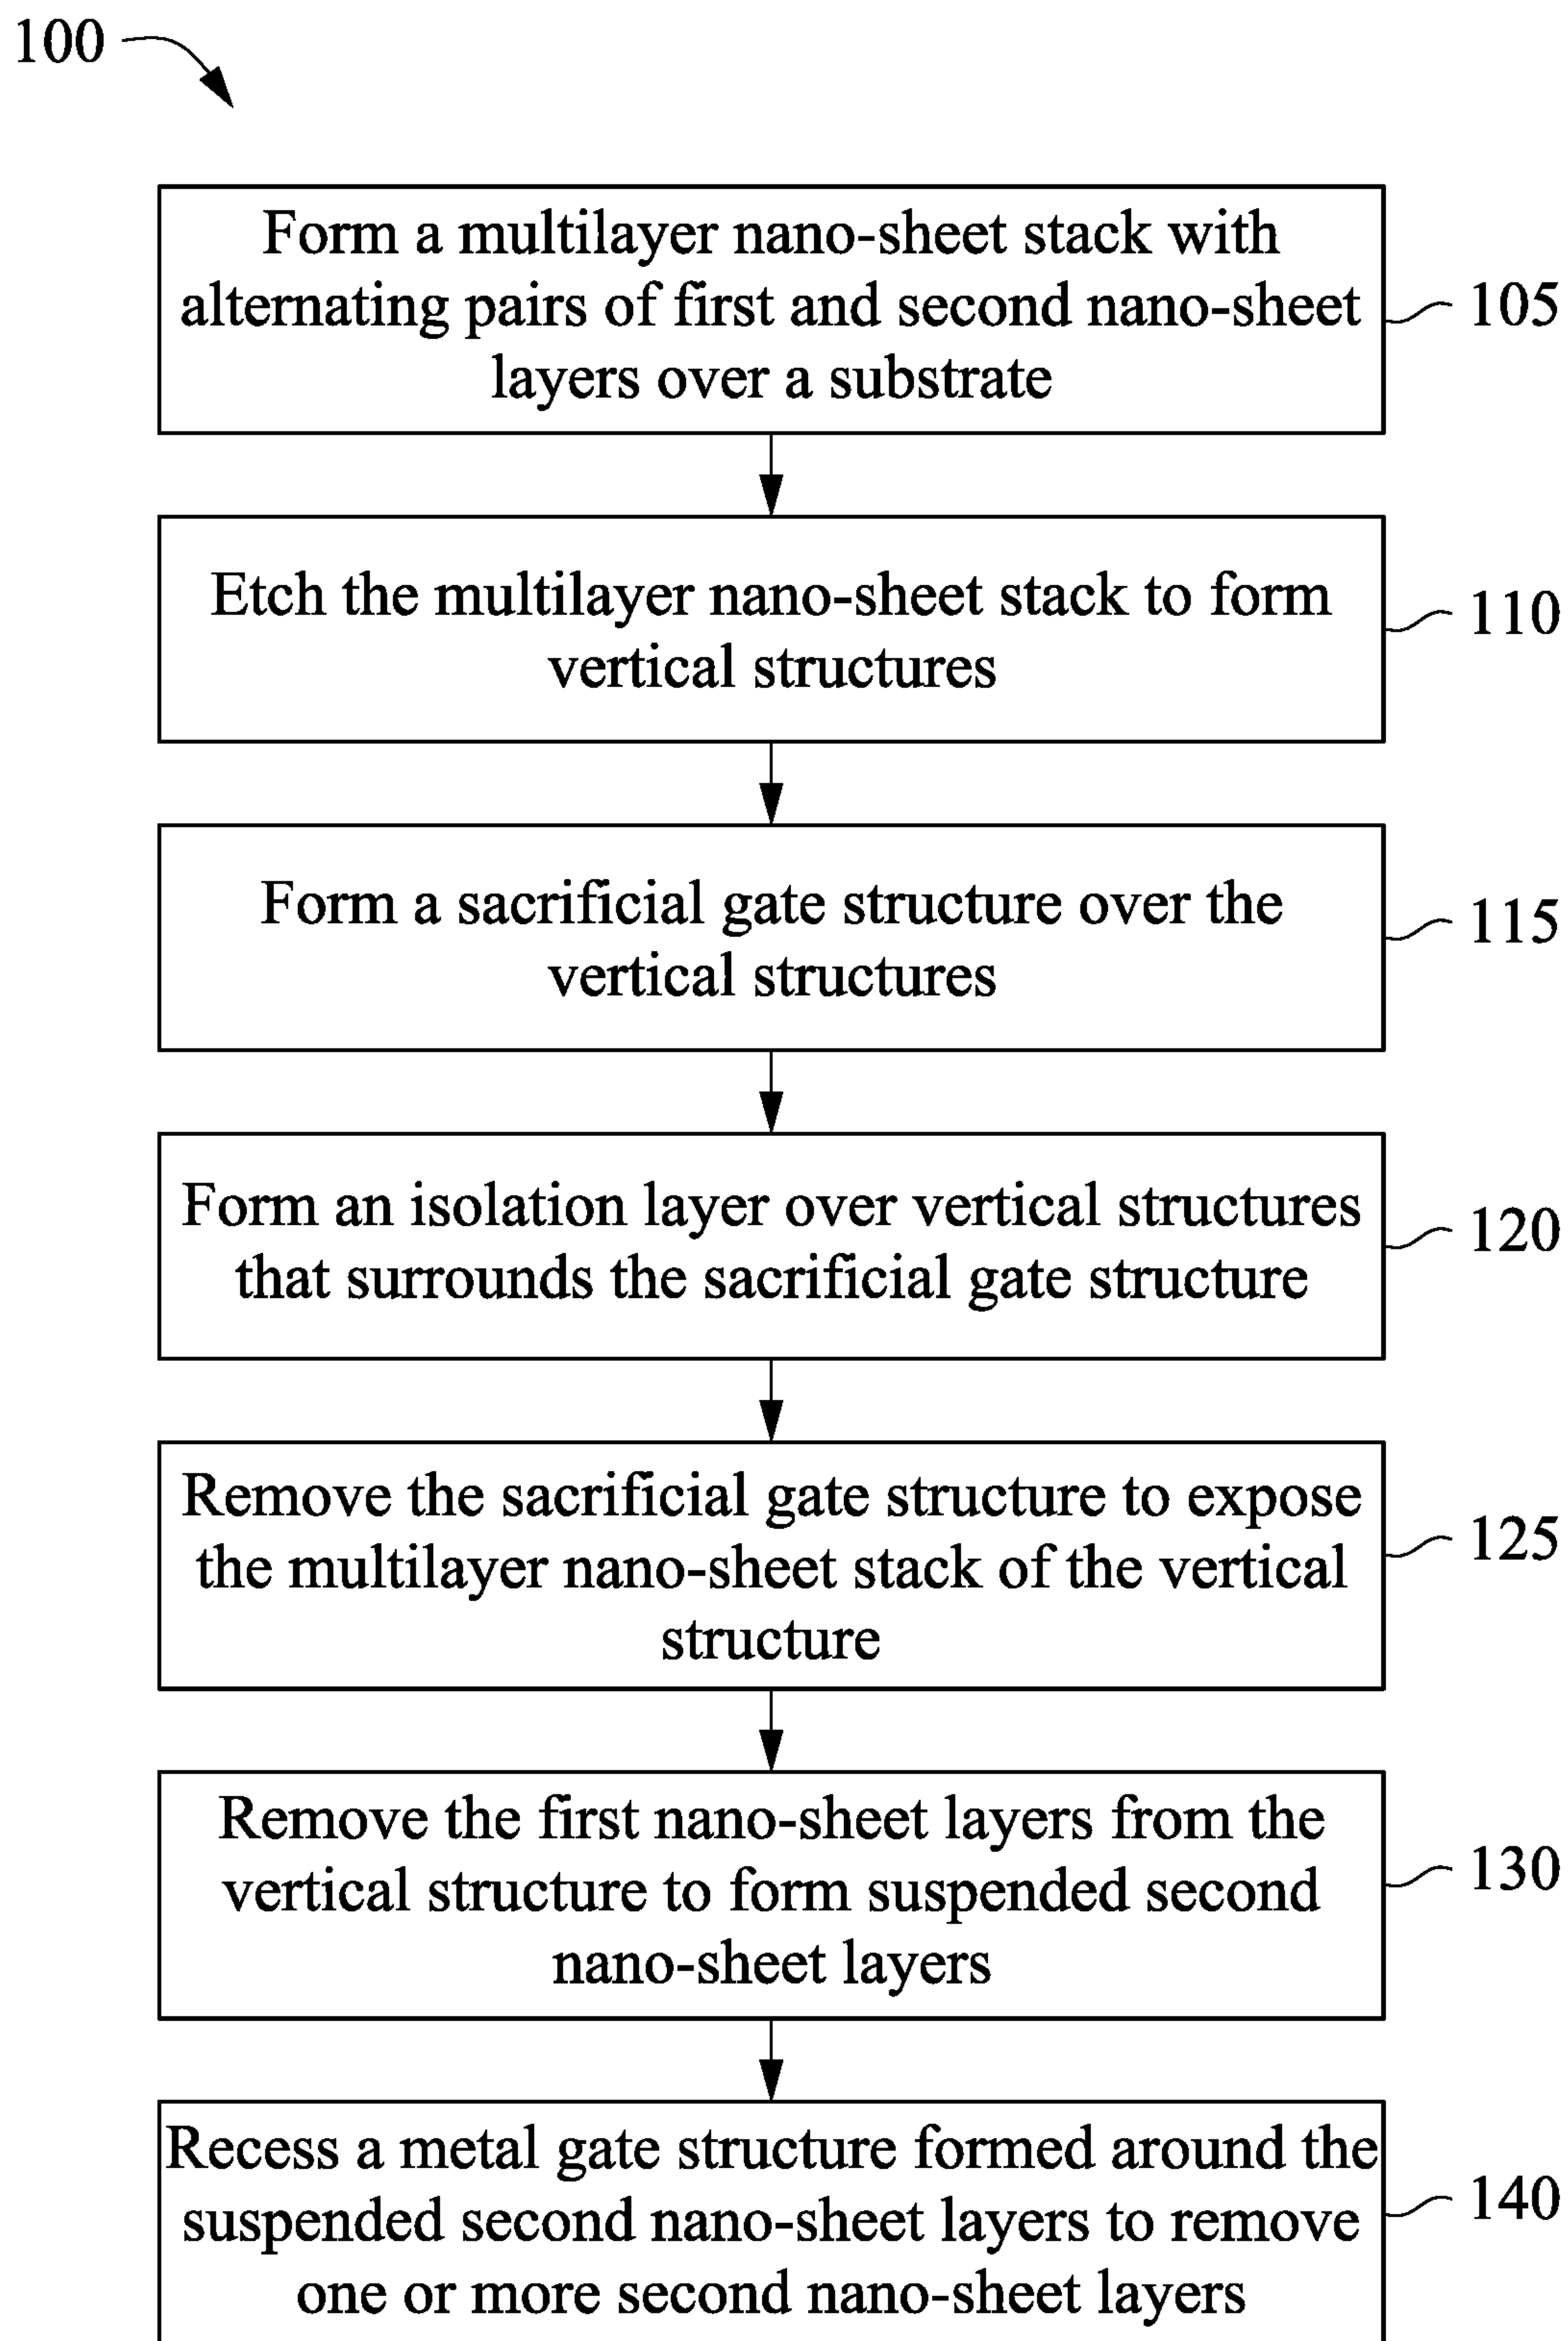 100
Form a multilayer nano-sheet stack with
alternating pairs of first and second nano-sheet
layers over a substrate
105
Etch the multilayer nano-sheet stack to form
vertical structures
110
Form a sacrificial gate structure over the
vertical structures
115
Form an isolation layer over vertical structures
that surrounds the sacrificial gate structure
120
Remove the sacrificial gate structure to expose
the multilayer nano-sheet stack of the vertical
structure
125
Remove the first nano-sheet layers from the
vertical structure to form suspended second
nano-sheet layers
130
Recess a metal gate structure formed around the
suspended second nano-sheet layers to remove
one or more second nano-sheet layers
140